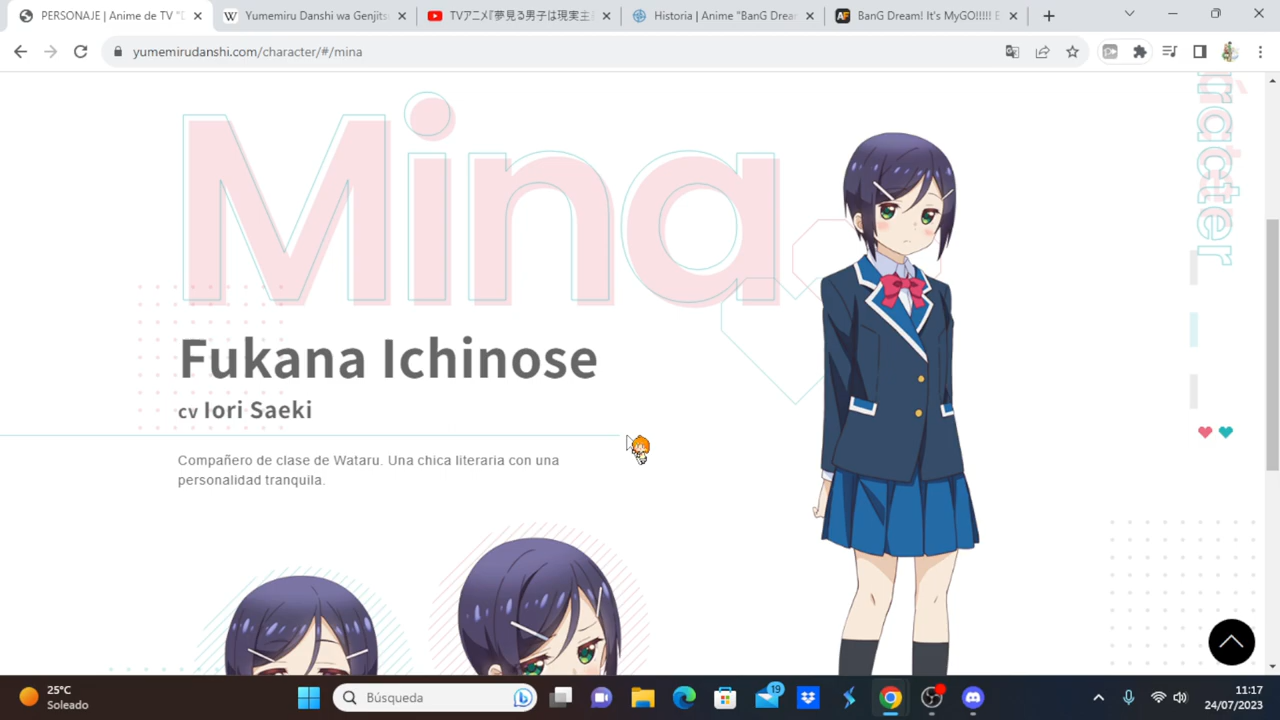 PERSONAJE | Anime de TV "D
Yumemiru Danshi wa Genjits
TVアニメ『夢見る男子は現実主
Historia | Anime "BanG Drear
BanG Dream! It's MyGO!!!!! E
yumemirudanshi.com/character/#/mina
Mina
racter
Fukana Ichinose
CV Iori Saeki
Compañero de clase de Wataru. Una chica literaria con una
personalidad tranquila.
25°C
Soleado
Búsqueda
19
11:17
24/07/2023